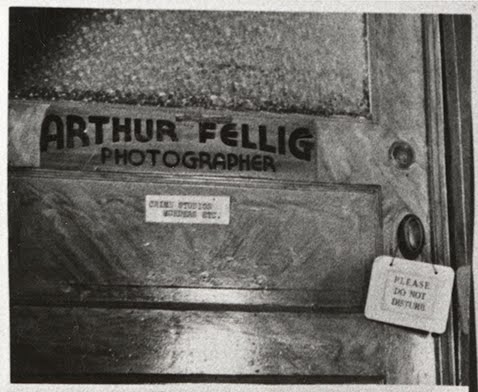 ARTHUR FELLIG
PHOTOGRAPHER
CRIME STUDIOS
MURDERS ETC.
PLEASE
DO NOT
DISTURB